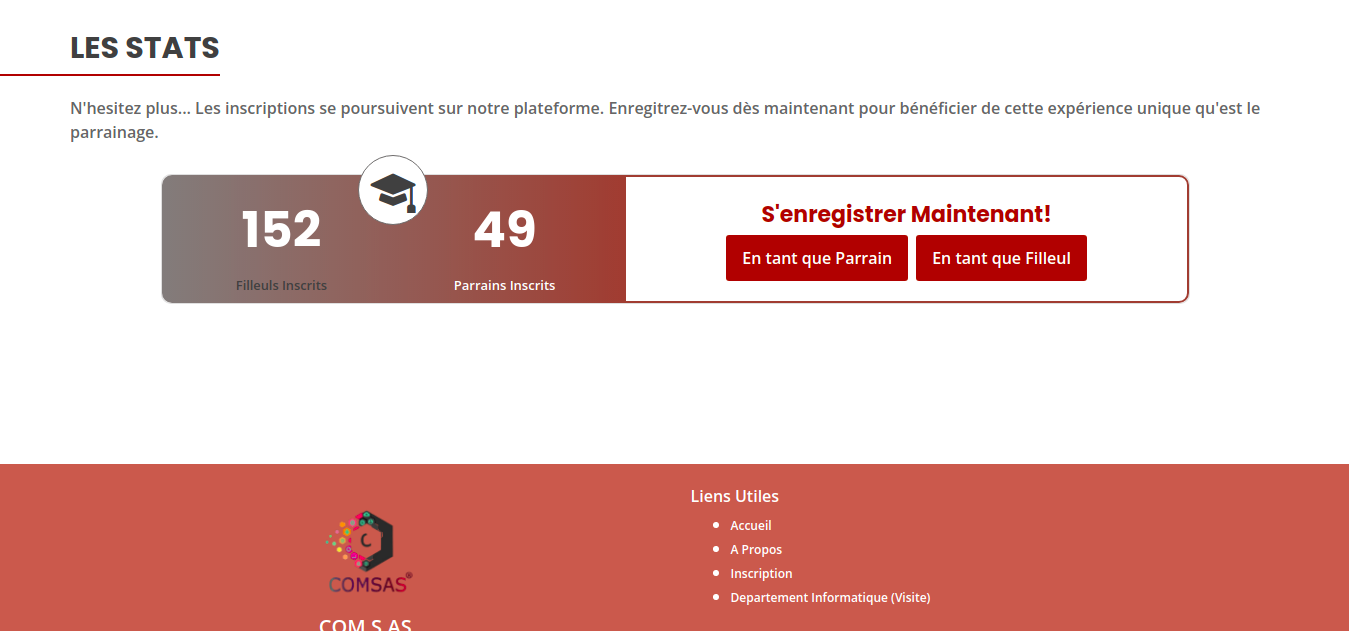 LES STATS
N'hesitez plus... Les inscriptions se poursuivent sur notre plateforme. Enregitrez-vous dès maintenant pour bénéficier de cette expérience unique qu'est le
parrainage.
152
49
Filleuls Inscrits
Parrains Inscrits
S'enregistrer Maintenant!
En tant que Parrain
En tant que Filleul
C
COMSAS®
COM.S.AS
Liens Utiles
Accueil
A Propos
Inscription
Departement Informatique (Visite)